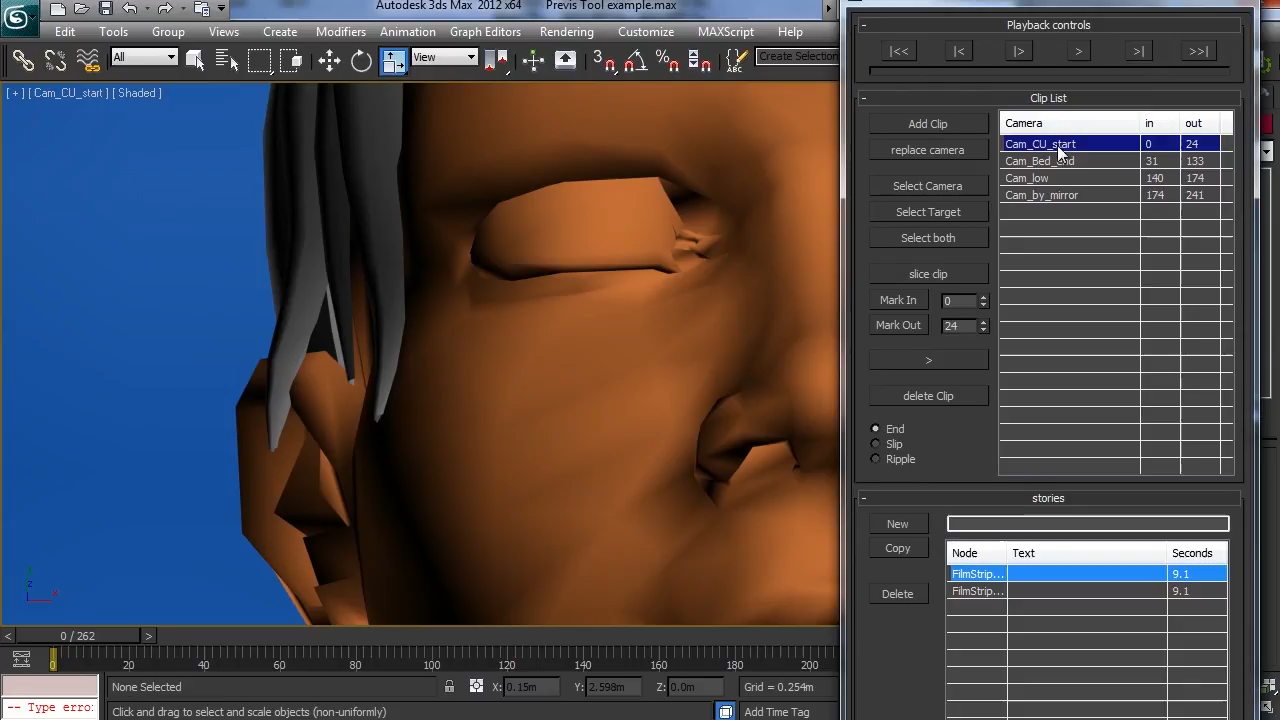 Autodesk 3ds Max 2012 x64 Previs Tool example.max
Edit Tools Group Views Create Modifiers Animation Graph Editors Rendering Customize MAXScript Help
All View 3 Create Selection
[ + ] [ Cam_CU_start ] [ Shaded ]
Playback controls
|<< |< |> > >| >>|
Clip List
Add Clip
replace camera
Select Camera
Select Target
Select both
slice clip
Mark In 0
Mark Out 24
>
delete Clip
End
Slip
Ripple
Camera in out
Cam_CU_start 0 24
Cam_Bed_end 31 133
Cam_low 140 174
Cam_by_mirror 174 241
stories
New
Copy
Delete
Node Text Seconds
FilmStrip... 9.1
FilmStrip... 9.1
z x
< 0 / 262 >
0 20 40 60 80 100 120 140 160 180 200
None Selected X: 0.15m Y: 2.598m Z: 0.0m Grid = 0.254m
-- Type erro:
Click and drag to select and scale objects (non-uniformly) Add Time Tag